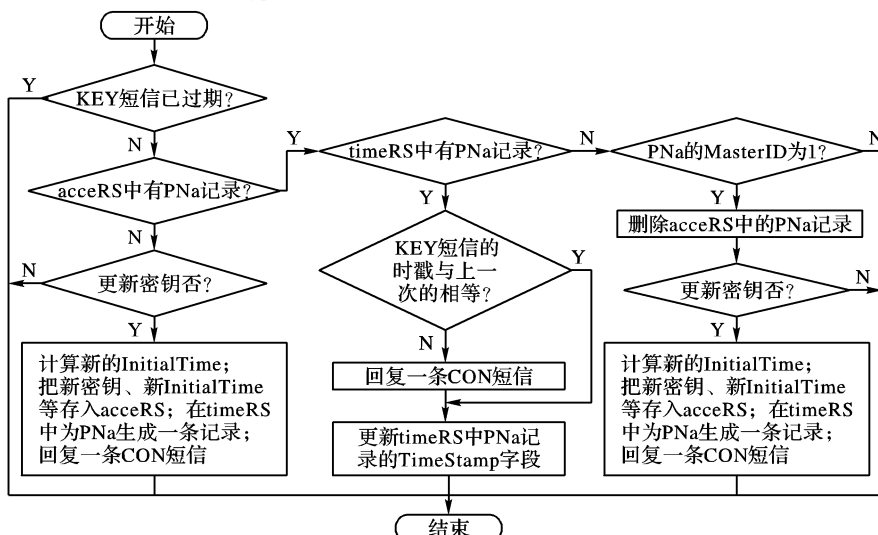 开始
Y
KEY短信已过期?
N
acceRS中有PNa记录?
Y
timeRS中有PNa记录?
N
PNa的MasterID为1?
N
N
N
更新密钥否?
Y
计算新的InitialTime;
把新密钥、新InitialTime
等存入acceRS;在timeRS
中为PNa生成一条记录;
回复一条CON短信
Y
KEY短信的
时戳与上一
次的相等?
Y
N
回复一条CON短信
更新timeRS中PNa记
录的TimeStamp字段
Y
删除acceRS中的PNa记录
更新密钥否?
N
Y
计算新的InitialTime;
把新密钥、新InitialTime
等存入acceRS;在timeRS
中为PNa生成一条记录;
回复一条CON短信
结束